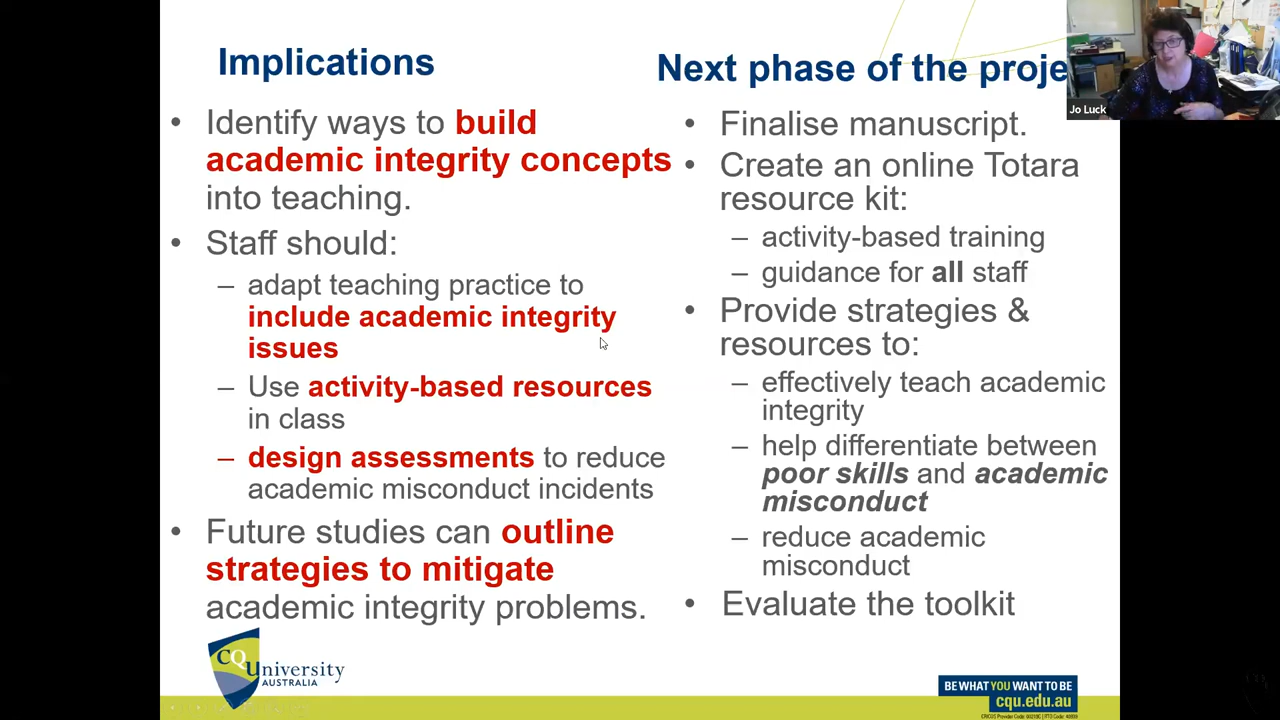 Implications
• Identify ways to build
academic integrity concepts
into teaching.
• Staff should:
– adapt teaching practice to
include academic integrity
issues
– Use activity-based resources
in class
– design assessments to reduce
academic misconduct incidents
• Future studies can outline
strategies to mitigate
academic integrity problems.
Next phase of the proje
• Finalise manuscript.
• Create an online Totara
resource kit:
– activity-based training
– guidance for all staff
• Provide strategies &
resources to:
– effectively teach academic
integrity
– help differentiate between
poor skills and academic
misconduct
– reduce academic
misconduct
• Evaluate the toolkit
Jo Luck
CQUniversity
AUSTRALIA
BE WHAT YOU WANT TO BE
cqu.edu.au